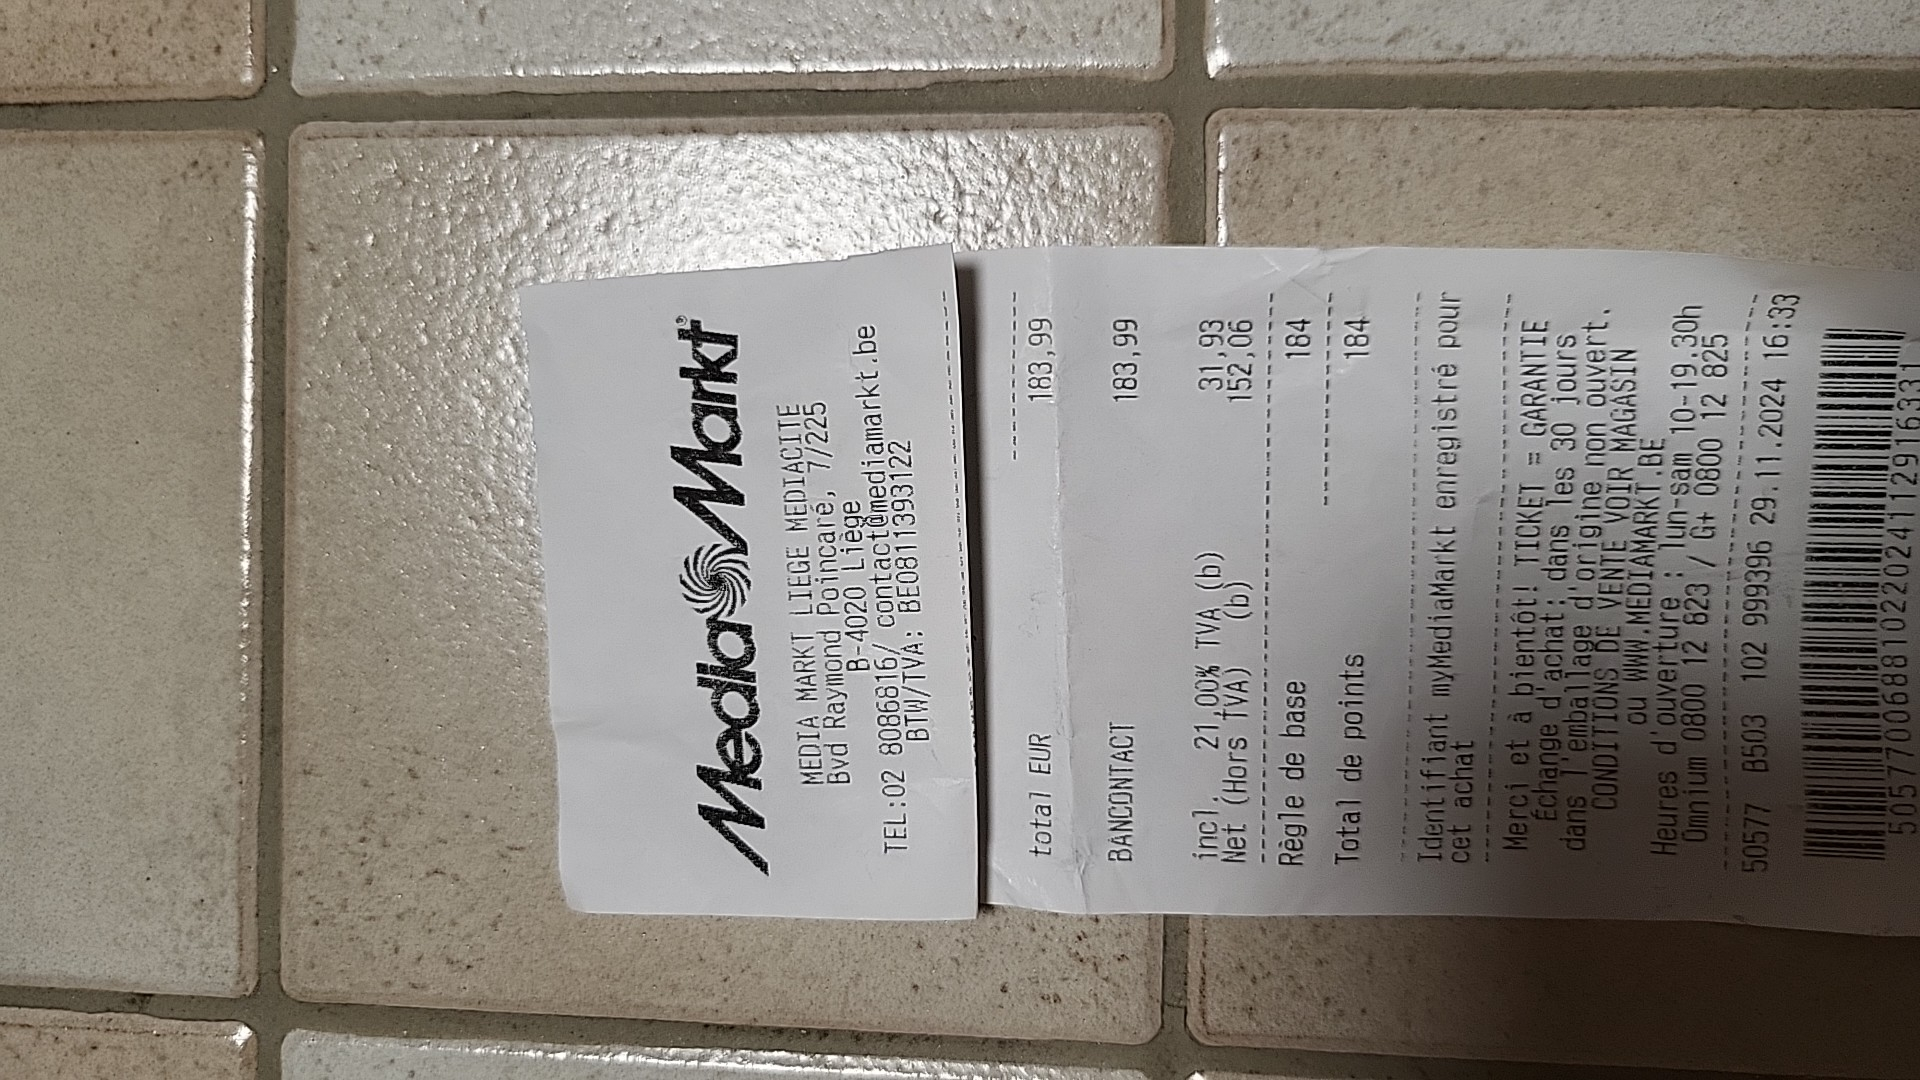 Media Markt®
MEDIA MARKT LIEGE MEDIACITE
Bvd Raymond Poincaré, 7/225
B-4020 Liège
TEL:02 8086816/ contact@mediamarkt.be
BTW/TVA: BE0811393122
total EUR 183,99
BANCONTACT 183,99
incl. 21,00% TVA (b) 31,93
Net (Hors TVA) (b) 152,06
Règle de base 184
Total de points 184
Identifiant myMediaMarkt enregistré pour
cet achat
Merci et à bientôt! TICKET = GARANTIE
Échange d'achat: dans les 30 jours
dans l'emballage d'origine non ouvert.
CONDITIONS DE VENTE VOIR MAGASIN
ou WWW.MEDIAMARKT.BE
Heures d'ouverture : lun-sam 10-19.30h
Omnium 0800 12 823 / G+ 0800 12 825
50577 B503 102 999396 29.11.2024 16:33